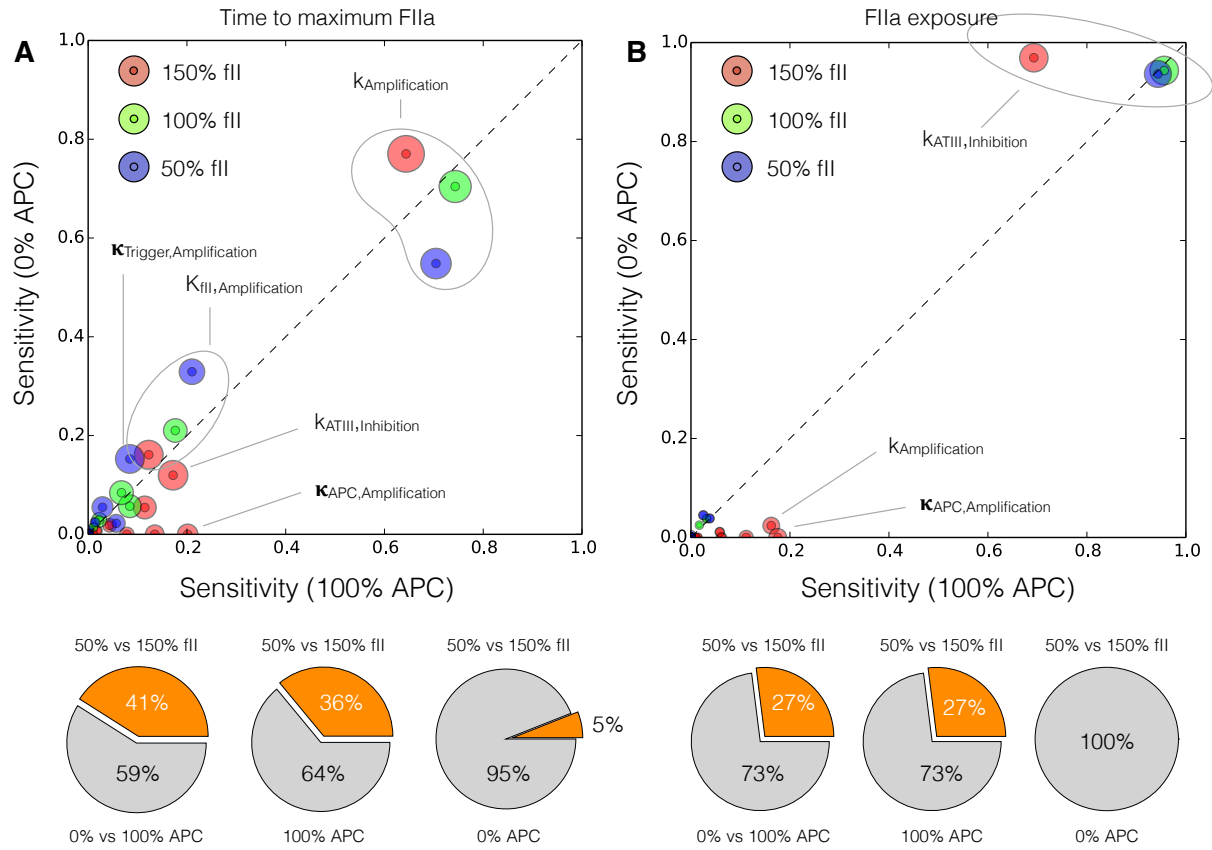 Time to maximum FIIa
A
1.0
0.8
0.6
0.4
0.2
0.0
Sensitivity (0% APC)
150% fII
100% fII
50% fII
kAmplification
κTrigger,Amplification
KfII,Amplification
kATIII,Inhibition
κAPC,Amplification
0.0 0.2 0.4 0.6 0.8 1.0
Sensitivity (100% APC)
50% vs 150% fII
41%
59%
0% vs 100% APC
50% vs 150% fII
36%
64%
100% APC
50% vs 150% fII
5%
95%
0% APC
FIIa exposure
B
1.0
0.8
0.6
0.4
0.2
0.0
Sensitivity (0% APC)
150% fII
100% fII
50% fII
kATIII,Inhibition
kAmplification
κAPC,Amplification
0.0 0.2 0.4 0.6 0.8 1.0
Sensitivity (100% APC)
50% vs 150% fII
27%
73%
0% vs 100% APC
50% vs 150% fII
27%
73%
100% APC
50% vs 150% fII
100%
0% APC